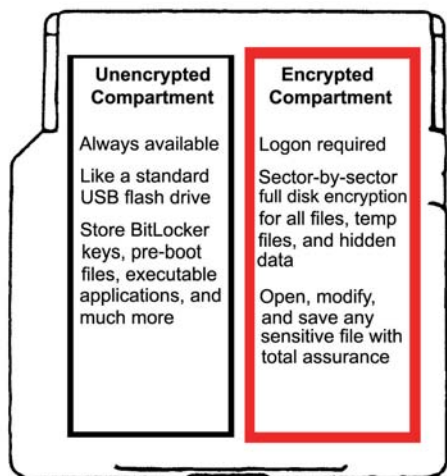 Unencrypted
Compartment
Always available
Like a standard
USB flash drive
Store BitLocker
keys, pre-boot
files, executable
applications, and
much more
Encrypted
Compartment
Logon required
Sector-by-sector
full disk encryption
for all files, temp
files, and hidden
data
Open, modify,
and save any
sensitive file with
total assurance